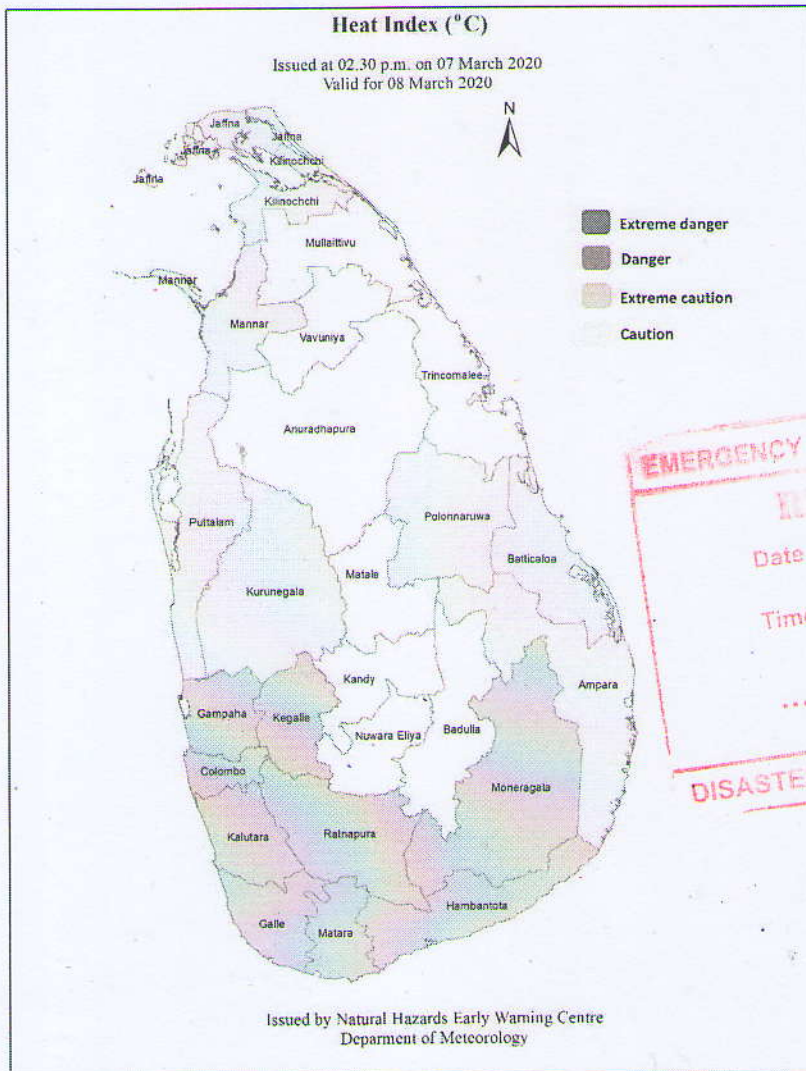 Heat Index (°C)
Issued at 02.30 p.m. on 07 March 2020
Valid for 08 March 2020
N
Jaffna
Jaffna
Jaffna
Kilinochchi
Jaffna
Kilinochchi
Mullaittivu
Mannar
Mannar
Vavuniya
Trincomalee
Anuradhapura
Puttalam
Polonnaruwa
Batticaloa
Kurunegala
Matale
Kandy
Ampara
Gampaha
Kegalle
Nuwara Eliya
Badulla
Colombo
Moneragala
Kalutara
Ratnapura
Hambantota
Galle
Matara
Extreme danger
Danger
Extreme caution
Caution
EMERGENCY
Date
Time
...
DISASTE
Issued by Natural Hazards Early Warning Centre
Deparment of Meteorology